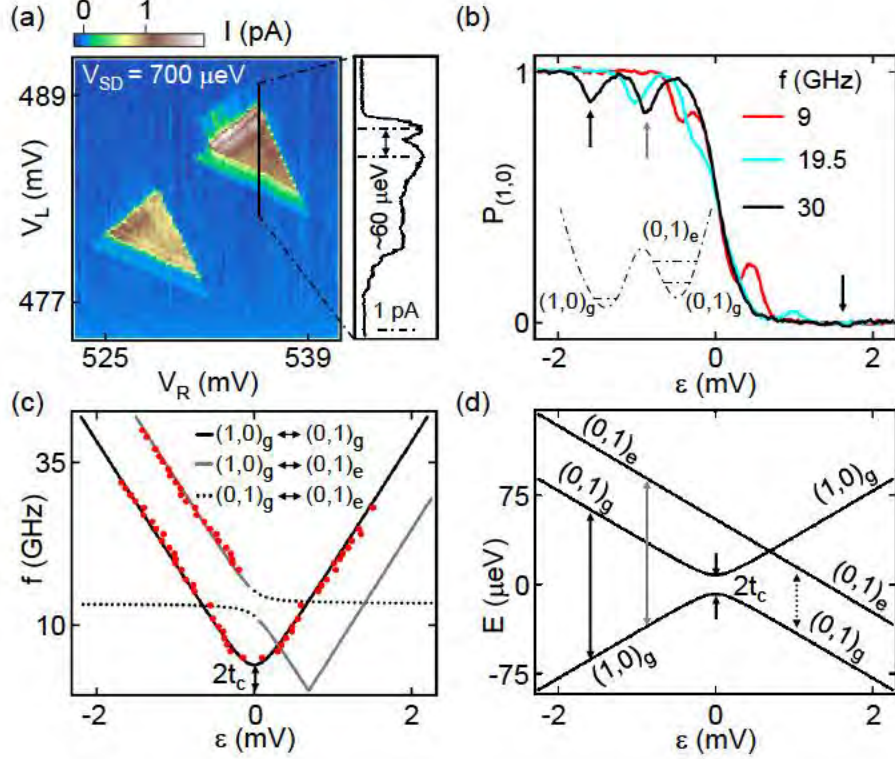 (a)
0 1 I (pA)
V_SD = 700 μeV
489
477
V_L (mV)
525 539
V_R (mV)
~60 μeV
1 pA
(b)
1
0
P_(1,0)
f (GHz)
9
19.5
30
(0,1)_e
(1,0)_g
(0,1)_g
-2 0 2
ε (mV)
(c)
(1,0)_g ↔ (0,1)_g
(1,0)_g ↔ (0,1)_e
(0,1)_g ↔ (0,1)_e
35
10
f (GHz)
2t_c
-2 0 2
ε (mV)
(d)
(0,1)_e
(0,1)_g
(1,0)_g
75
0
-75
E (μeV)
2t_c
(0,1)_e
(0,1)_g
(1,0)_g
-2 0 2
ε (mV)